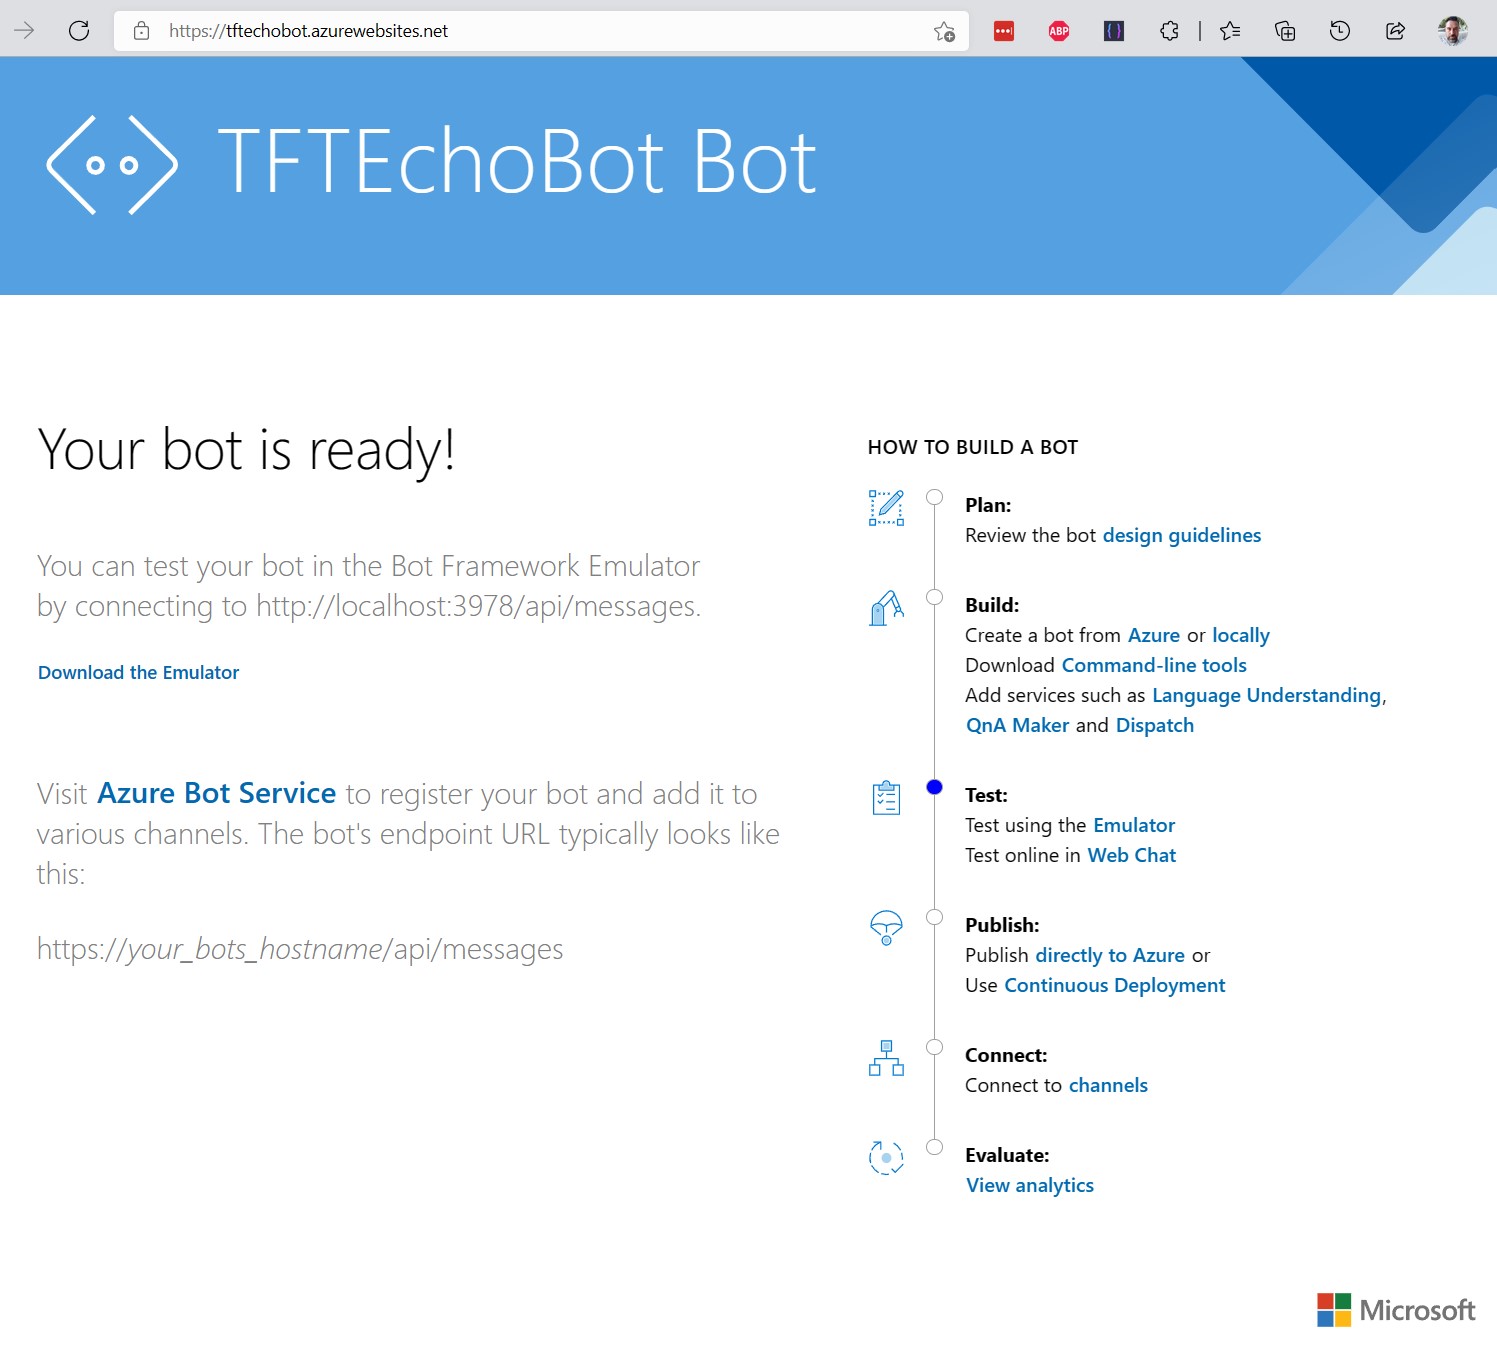 https://tftechobot.azurewebsites.net
ABP
TFTEchoBot Bot
Your bot is ready!
You can test your bot in the Bot Framework Emulator
by connecting to http://localhost:3978/api/messages.
Download the Emulator
Visit Azure Bot Service to register your bot and add it to
various channels. The bot's endpoint URL typically looks like
this:
https://your_bots_hostname/api/messages
HOW TO BUILD A BOT
Plan:
Review the bot design guidelines
Build:
Create a bot from Azure or locally
Download Command-line tools
Add services such as Language Understanding,
QnA Maker and Dispatch
Test:
Test using the Emulator
Test online in Web Chat
Publish:
Publish directly to Azure or
Use Continuous Deployment
Connect:
Connect to channels
Evaluate:
View analytics
Microsoft